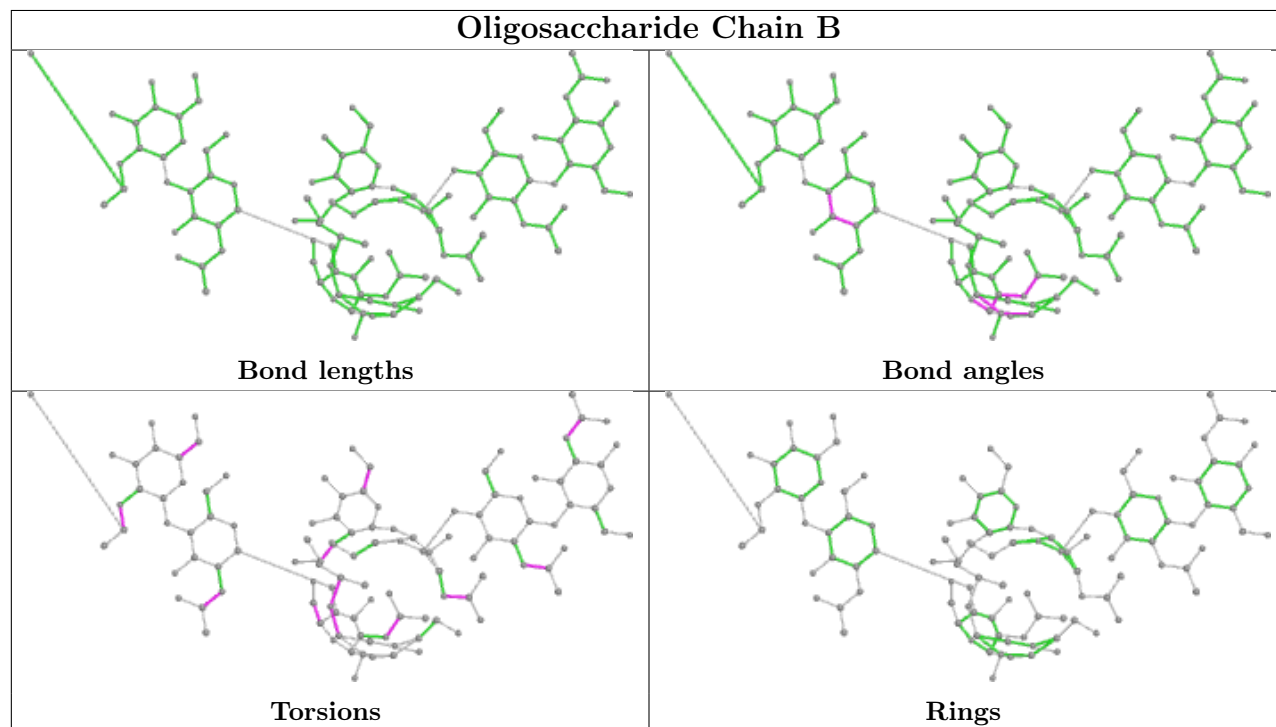 Oligosaccharide Chain B
Bond lengths
Bond angles
Torsions
Rings